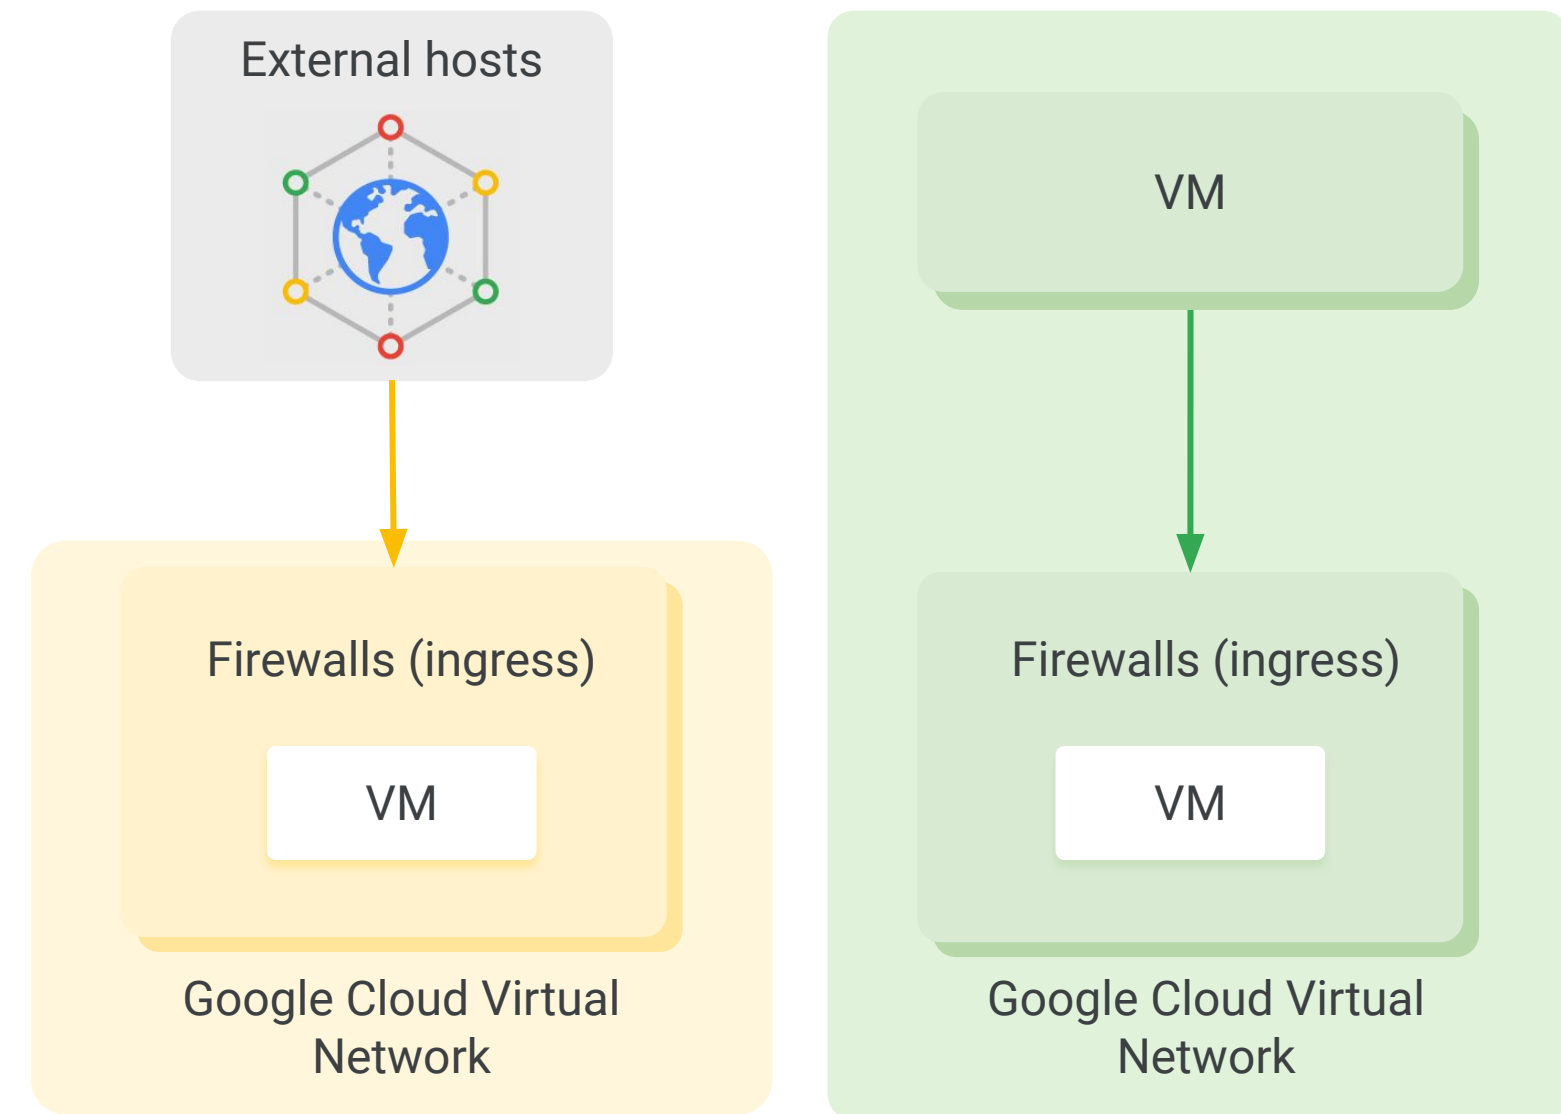 External hosts
Firewalls (ingress)
VM
Google Cloud Virtual
Network
VM
Firewalls (ingress)
VM
Google Cloud Virtual
Network